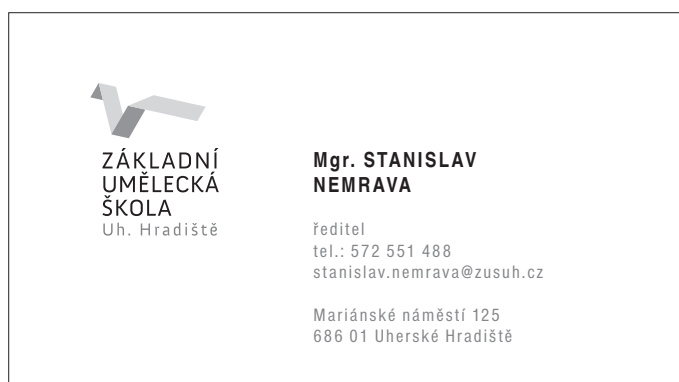 ZÁKLADNÍ
UMĚLECKÁ
ŠKOLA
Uh. Hradiště
Mgr. STANISLAV
NEMRAVA
ředitel
tel.: 572 551 488
stanislav.nemrava@zusuh.cz
Mariánské náměstí 125
686 01 Uherské Hradiště